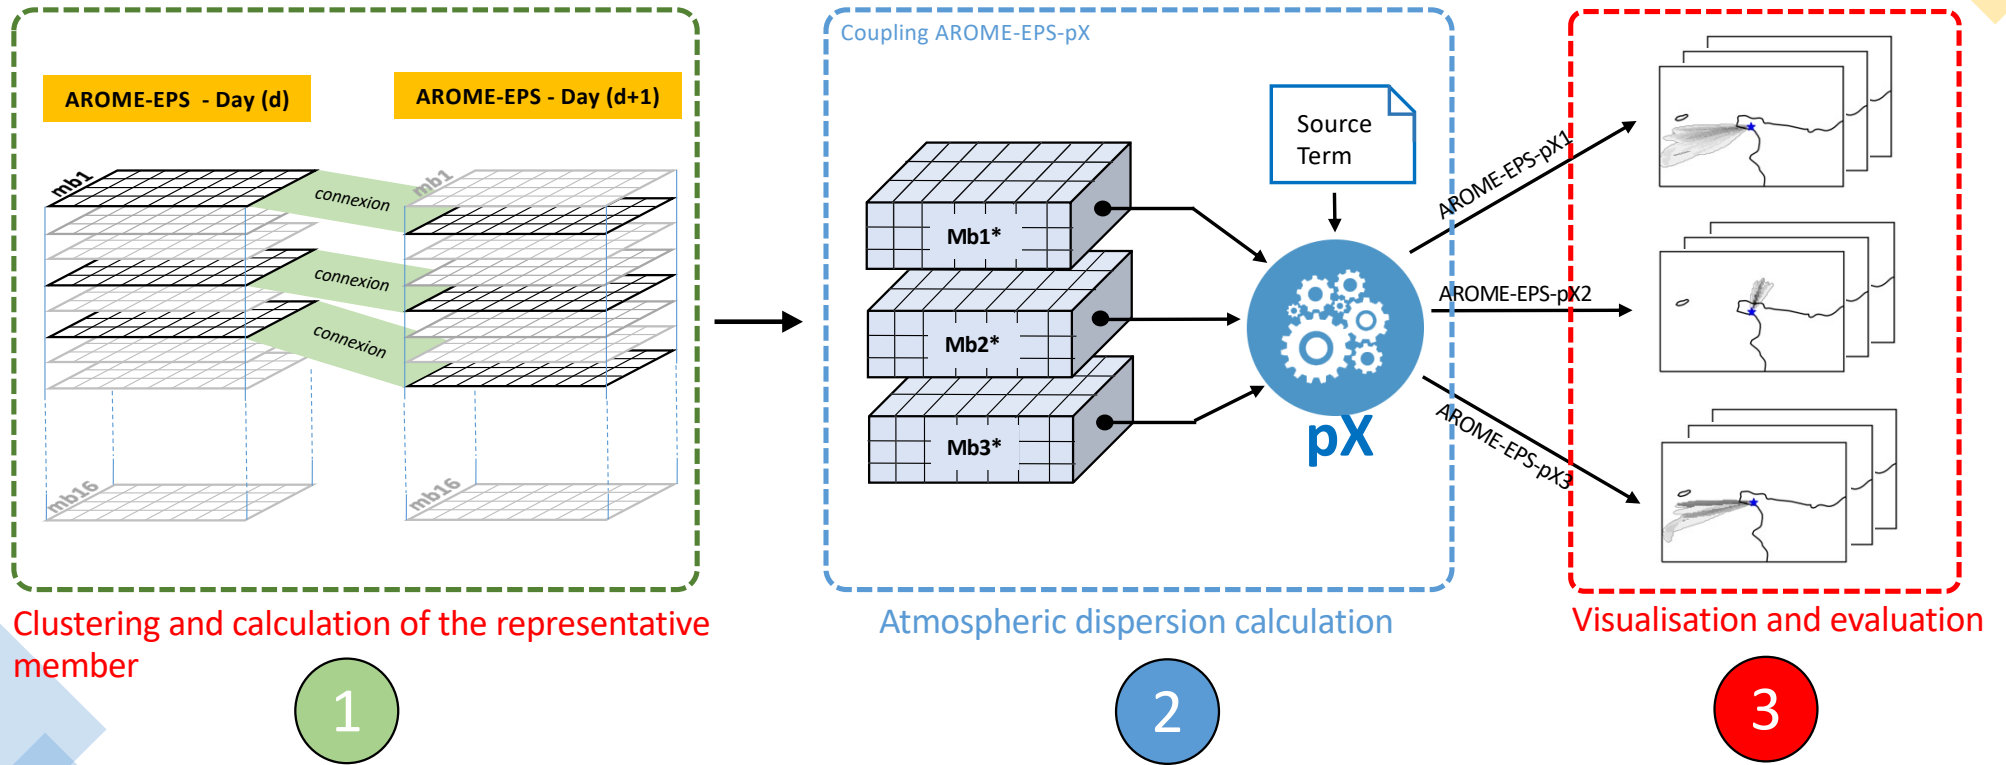 AROME-EPS - Day (d)
AROME-EPS - Day (d+1)
mb1
connexion
connexion
connexion
mb1
mb16
mb16
Clustering and calculation of the representative
member
1
Coupling AROME-EPS-pX
Source
Term
Mb1*
Mb2*
Mb3*
pX
Atmospheric dispersion calculation
2
AROME-EPS-pX1
AROME-EPS-pX2
AROME-EPS-pX3
Visualisation and evaluation
3